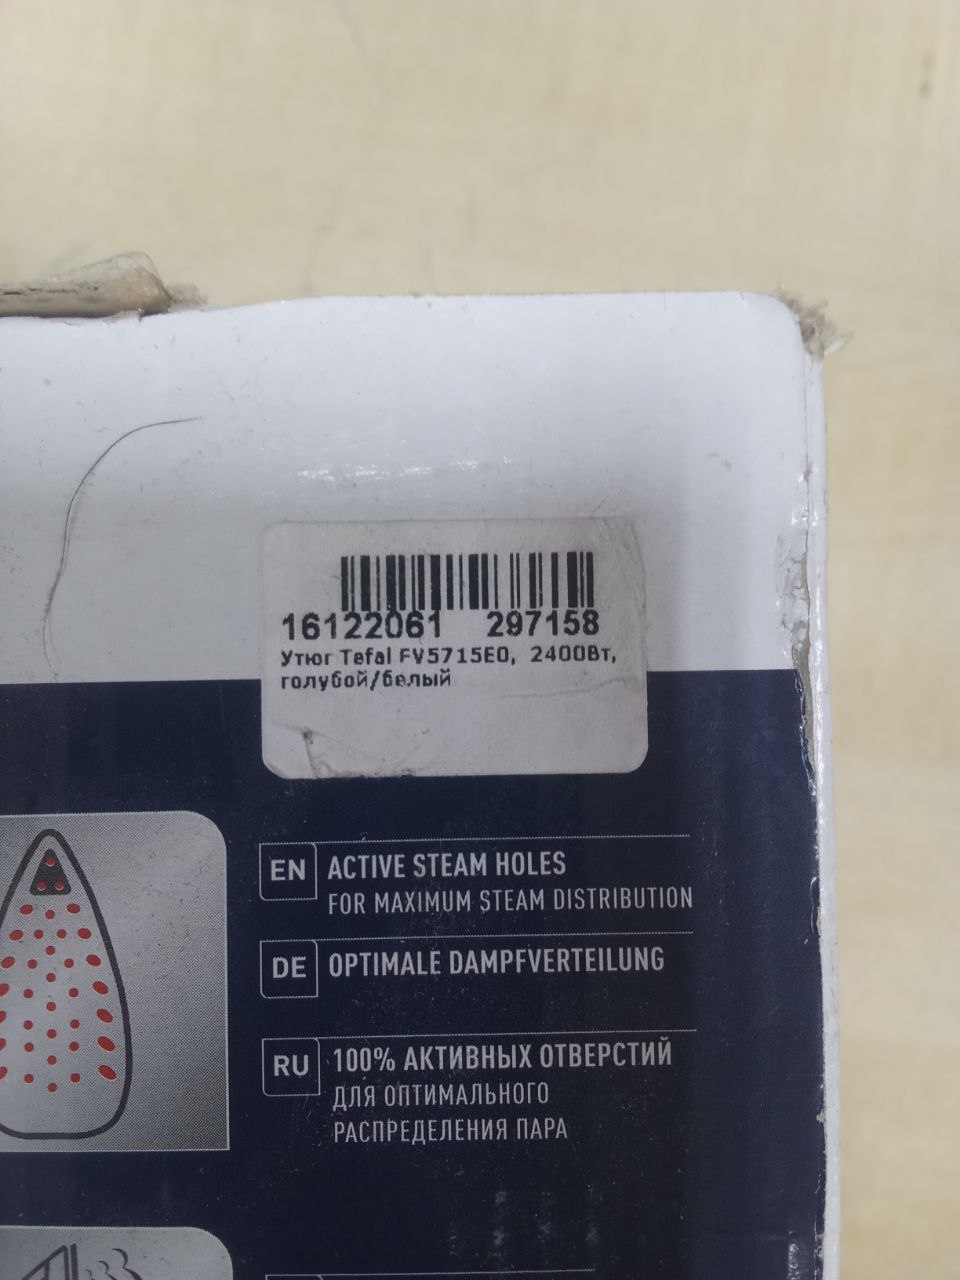 16122061 297158
Утюг Tefal FV5715E0, 2400Вт,
голубой/белый
EN ACTIVE STEAM HOLES
FOR MAXIMUM STEAM DISTRIBUTION
DE OPTIMALE DAMPFVERTEILUNG
RU 100% АКТИВНЫХ ОТВЕРСТИЙ
ДЛЯ ОПТИМАЛЬНОГО
РАСПРЕДЕЛЕНИЯ ПАРА